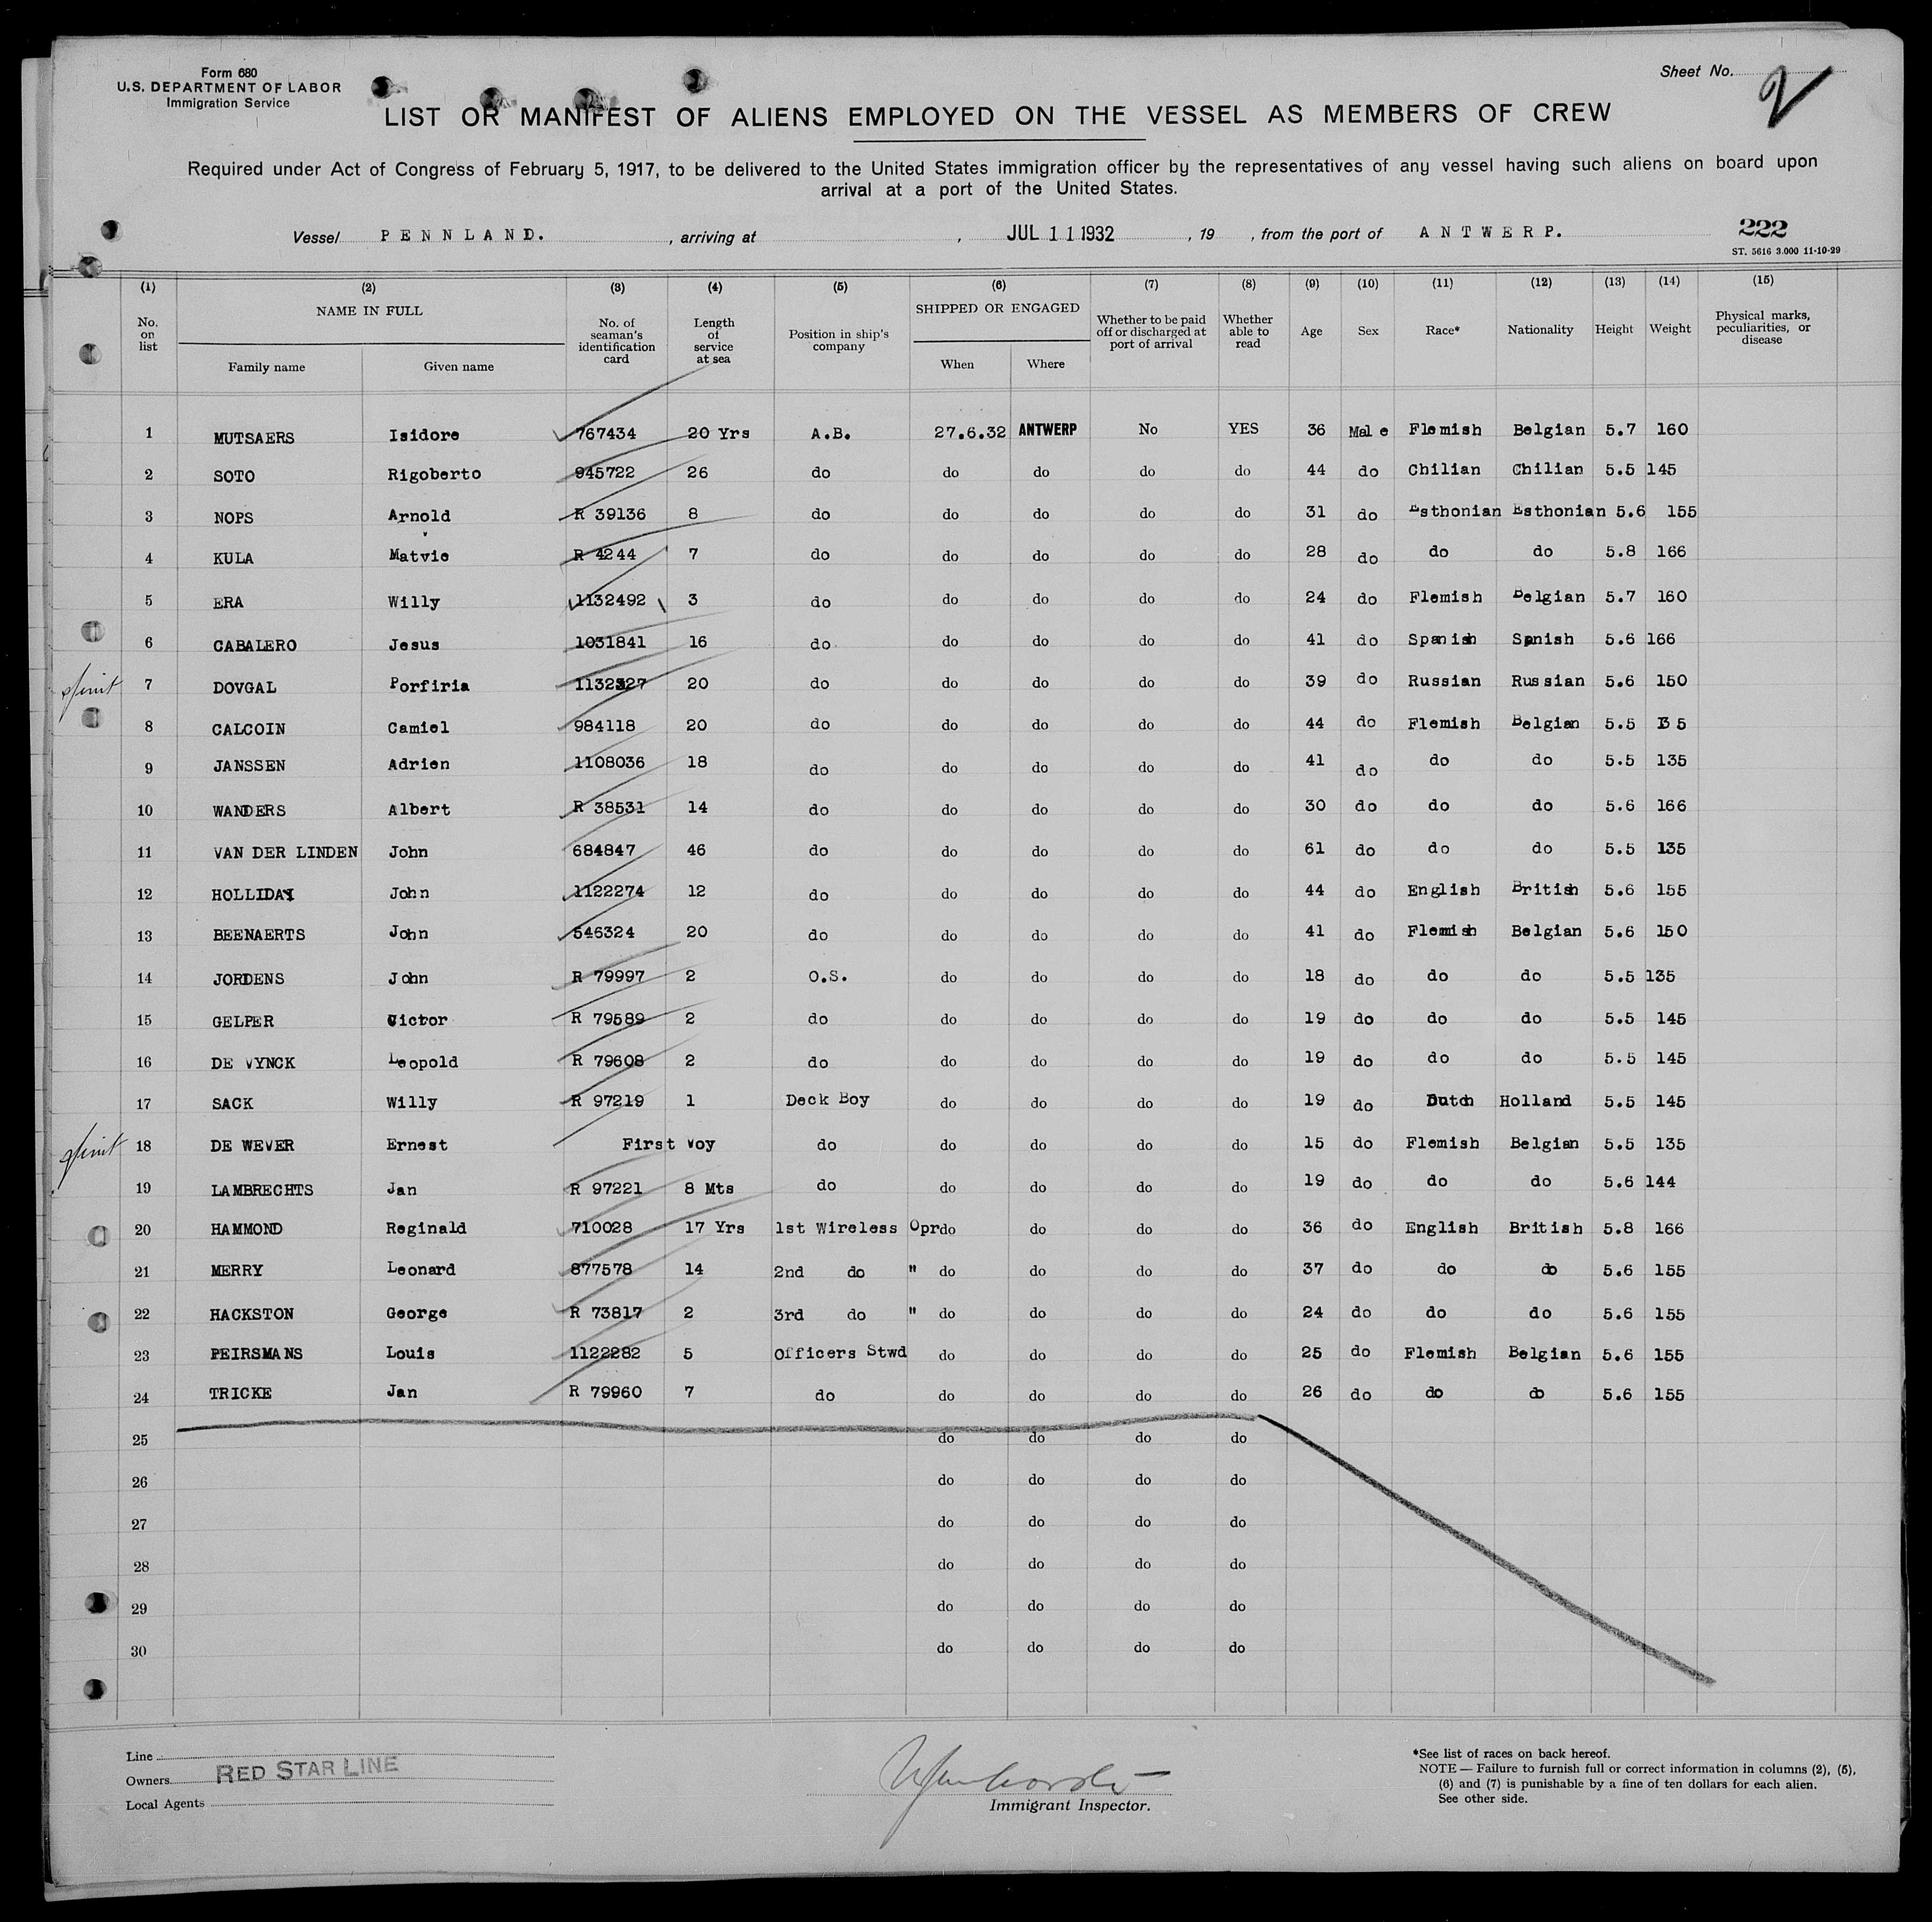 Form 680
U.S. DEPARTMENT OF LABOR
Immigration Service
Sheet No. 2
LIST OR MANIFEST OF ALIENS EMPLOYED ON THE VESSEL AS MEMBERS OF CREW
Required under Act of Congress of February 5, 1917, to be delivered to the United States immigration officer by the representatives of any vessel having such aliens on board upon
arrival at a port of the United States.
Vessel PENNLAND. , arriving at , JUL 11 1932 , 19 , from the port of ANTWERP.
222
ST. 5616 3.000 11-10-29
(1) (2) (3) (4) (5) (6) (7) (8) (9) (10) (11) (12) (13) (14) (15)
No. on list NAME IN FULL Family name Given name No. of seaman's identification card Length of service at sea Position in ship's company SHIPPED OR ENGAGED When Where Whether to be paid off or discharged at port of arrival Whether able to read Age Sex Race* Nationality Height Weight Physical marks, peculiarities, or disease
1 MUTSAERS Isidore 767434 20 Yrs A.B. 27.6.32 ANTWERP No YES 36 Male Flemish Belgian 5.7 160
2 SOTO Rigoberto 945722 26 do do do do do 44 do Chilian Chilian 5.5 145
3 NOPS Arnold R 39136 8 do do do do do 31 do Esthonian Esthonian 5.6 155
4 KULA Matvie R 4244 7 do do do do do 28 do do do 5.8 166
5 ERA Willy 1132492 3 do do do do do 24 do Flemish Belgian 5.7 160
6 CABALERO Jesus 1031841 16 do do do do do 41 do Spanish Spnish 5.6 166
7 DOVGAL Porfiria 1132327 20 do do do do do 39 do Russian Russian 5.6 150
8 CALCOIN Camiel 984118 20 do do do do do 44 do Flemish Belgian 5.5 135
9 JANSSEN Adrien 1108036 18 do do do do do 41 do do do 5.5 135
10 WANDERS Albert R 38531 14 do do do do do 30 do do do 5.6 166
11 VAN DER LINDEN John 684847 46 do do do do do 61 do do do 5.5 135
12 HOLLIDAY John 1122274 12 do do do do do 44 do English British 5.6 155
13 BEENAERTS John 546324 20 do do do do do 41 do Flemish Belgian 5.6 150
14 JORDENS John R 79997 2 O.S. do do do do 18 do do do 5.5 135
15 GELPER Victor R 79589 2 do do do do do 19 do do do 5.5 145
16 DE VYNCK Leopold R 79608 2 do do do do do 19 do do do 5.5 145
17 SACK Willy R 97219 1 Deck Boy do do do do 19 do Dutch Holland 5.5 145
18 DE WEVER Ernest First voy do do do do do 15 do Flemish Belgian 5.5 135
19 LAMBRECHTS Jan R 97221 8 Mts do do do do do 19 do do do 5.6 144
20 HAMMOND Reginald 710028 17 Yrs 1st Wireless Opr do do do do 36 do English British 5.8 166
21 MERRY Leonard 877578 14 2nd do " do do do do 37 do do do 5.6 155
22 HACKSTON George R 73817 2 3rd do " do do do do 24 do do do 5.6 155
23 PEIRSMANS Louis 1122282 5 Officers Stwd do do do do 25 do Flemish Belgian 5.6 155
24 TRICKE Jan R 79960 7 do do do do do 26 do do do 5.6 155
25 do do do do
26 do do do do
27 do do do do
28 do do do do
29 do do do do
30 do do do do
Line
Owners RED STAR LINE
Local Agents
Immigrant Inspector.
*See list of races on back hereof.
NOTE — Failure to furnish full or correct information in columns (2), (5),
(6) and (7) is punishable by a fine of ten dollars for each alien.
See other side.